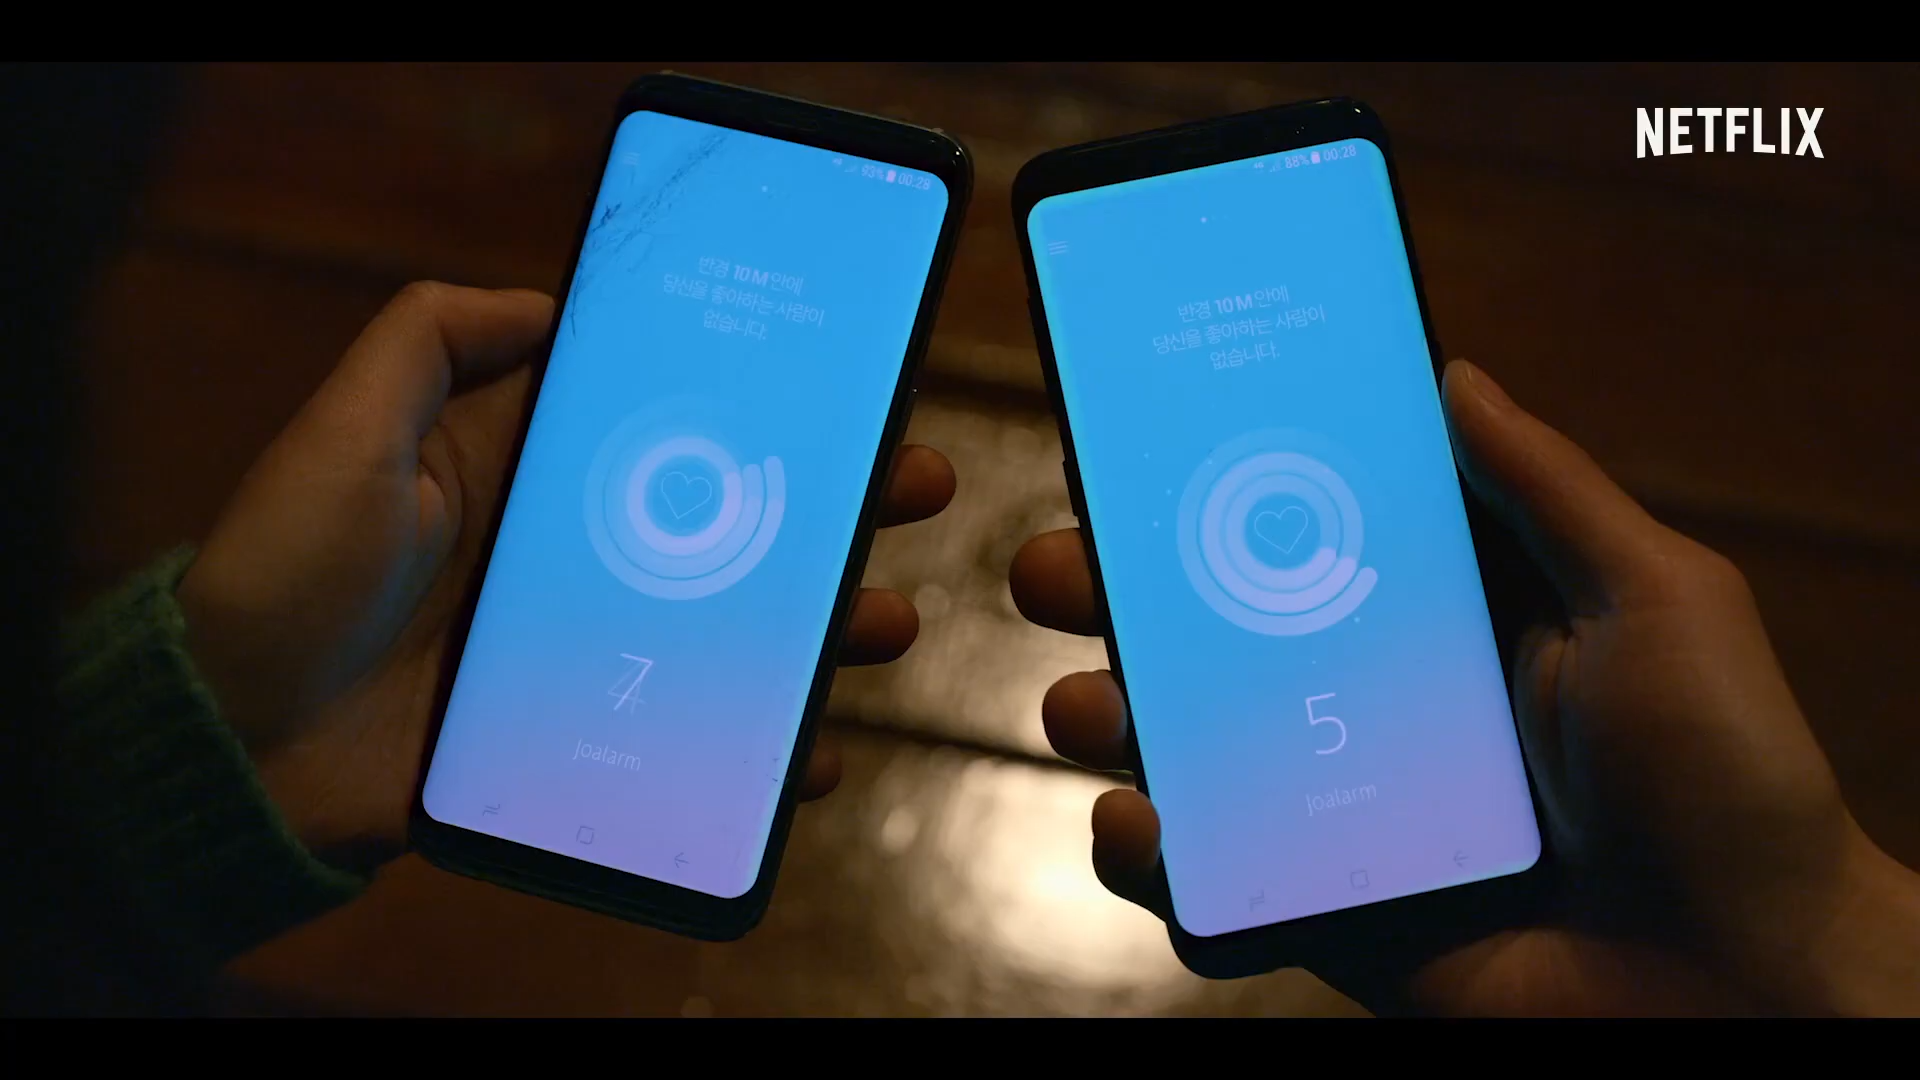 NETFLIX
93% 00:28
반경 10 M 안에
당신을 좋아하는 사람이
없습니다.
Joalarm
88% 00:28
반경 10 M 안에
당신을 좋아하는 사람이
없습니다.
5
Joalarm